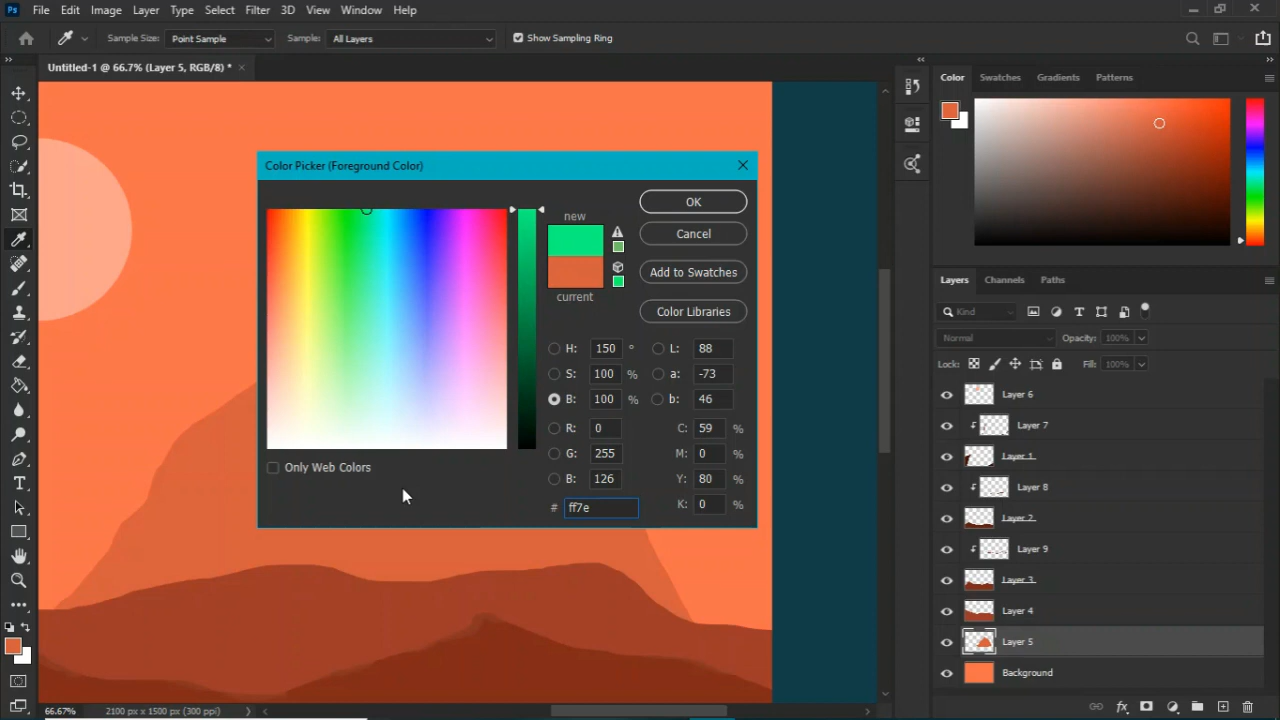 Ps File Edit Image Layer Type Select Filter 3D View Window Help
Sample Size: Point Sample Sample: All Layers Show Sampling Ring
Untitled-1 @ 66.7% (Layer 5, RGB/8) *
Color Swatches Gradients Patterns
Color Picker (Foreground Color)
new
current
OK
Cancel
Add to Swatches
Color Libraries
H: 150 ° L: 88
S: 100 % a: -73
B: 100 % b: 46
R: 0 C: 59 %
G: 255 M: 0 %
B: 126 Y: 80 %
# ff7e K: 0 %
Only Web Colors
Layers Channels Paths
Kind
Normal Opacity: 100%
Lock: Fill: 100%
Layer 6
Layer 7
Layer 1
Layer 8
Layer 2
Layer 9
Layer 3
Layer 4
Layer 5
Background
66.67% 2100 px x 1500 px (300 ppi)
fx